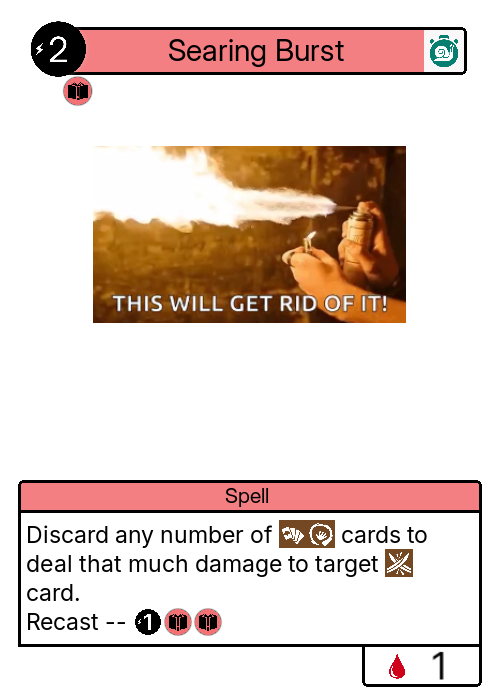 2
Searing Burst
THIS WILL GET RID OF IT!
Spell
Discard any number of cards to
deal that much damage to target
card.
Recast -- 1
1